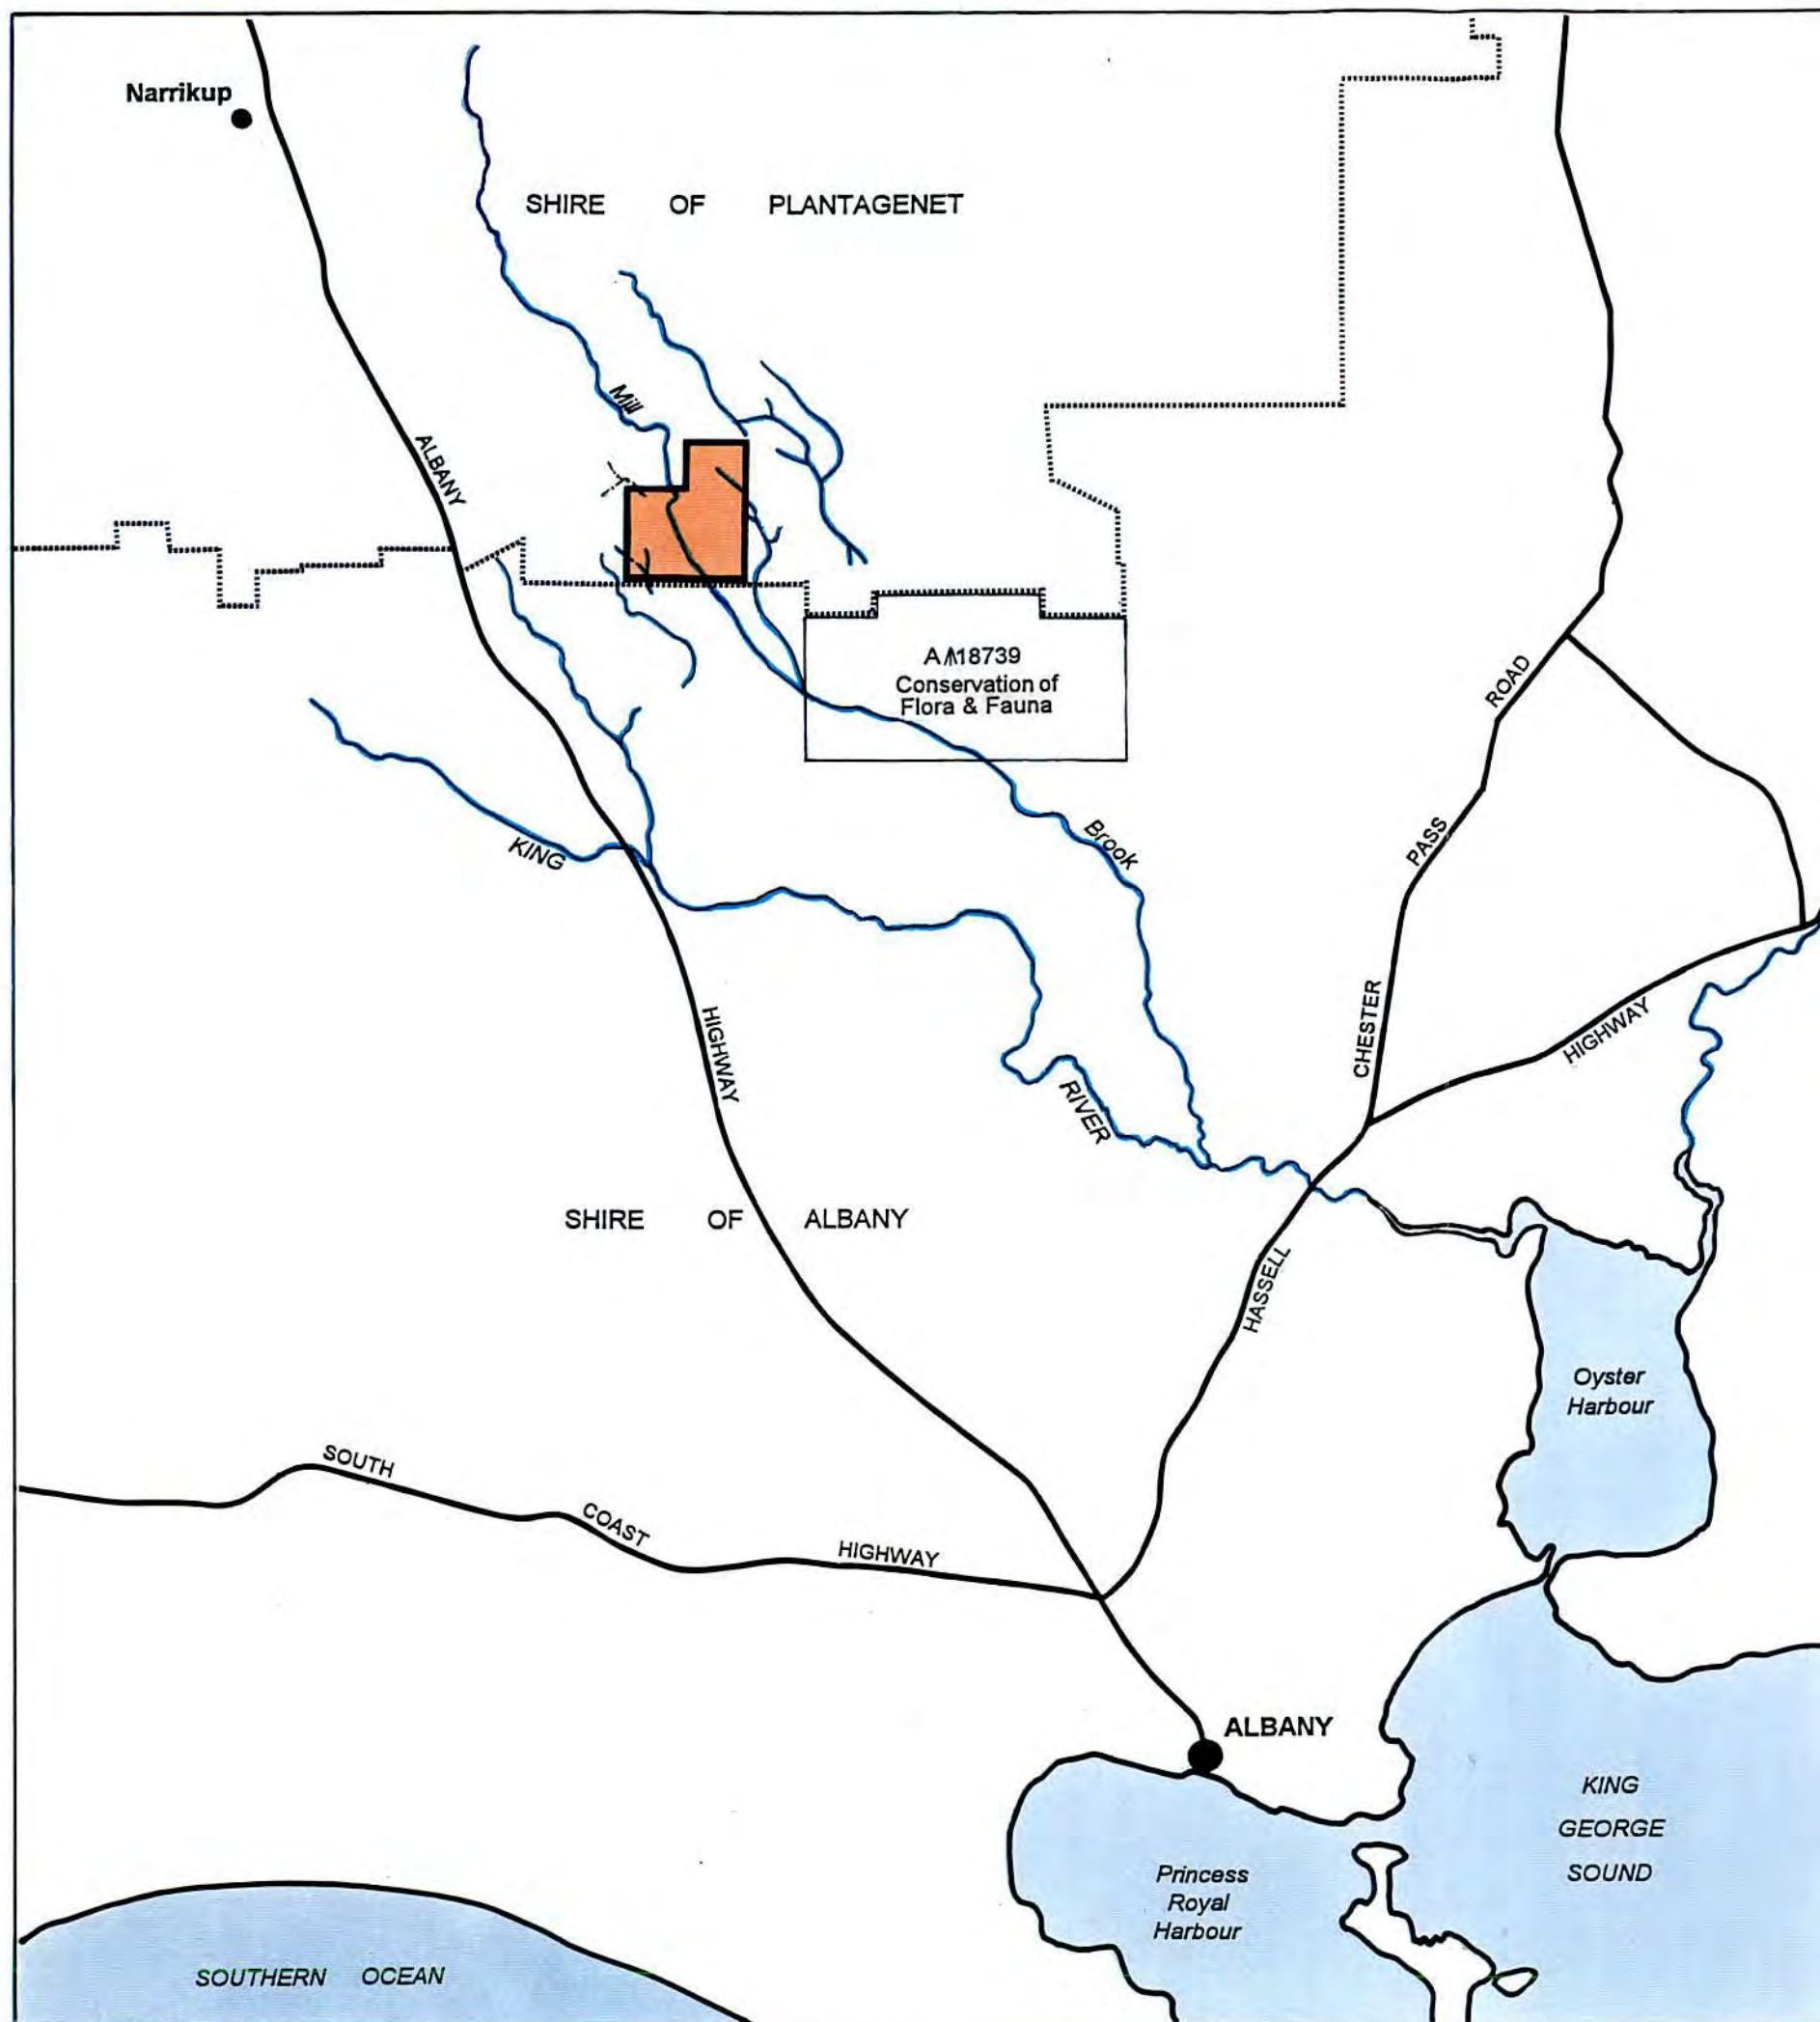 Narrikup
SHIRE OF PLANTAGENET
Mill
ALBANY
A 18739
Conservation of
Flora & Fauna
ROAD
PASS
Brook
KING
CHESTER
HIGHWAY
HIGHWAY
RIVER
SHIRE OF ALBANY
HASSELL
Oyster
Harbour
SOUTH
COAST
HIGHWAY
ALBANY
KING
GEORGE
SOUND
Princess
Royal
Harbour
SOUTHERN OCEAN